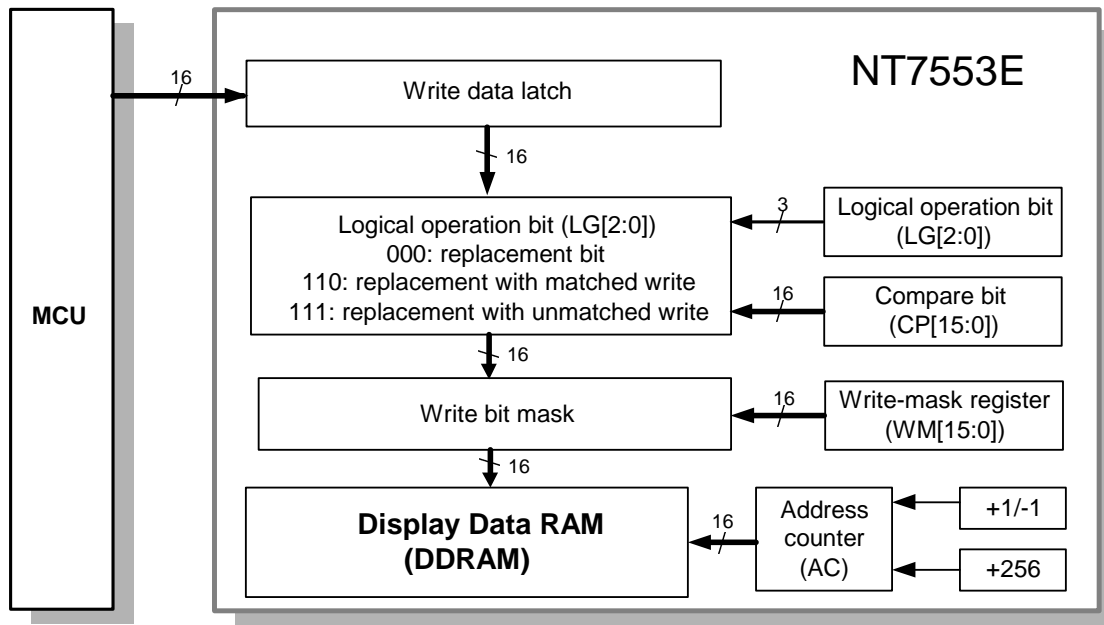 NT7553E
16
Write data latch
16
Logical operation bit (LG[2:0])
000: replacement bit
110: replacement with matched write
111: replacement with unmatched write
3
Logical operation bit
(LG[2:0])
MCU
16
Compare bit
(CP[15:0])
16
Write bit mask
16
Write-mask register
(WM[15:0])
16
Display Data RAM
(DDRAM)
16
Address
counter
(AC)
+1/-1
+256